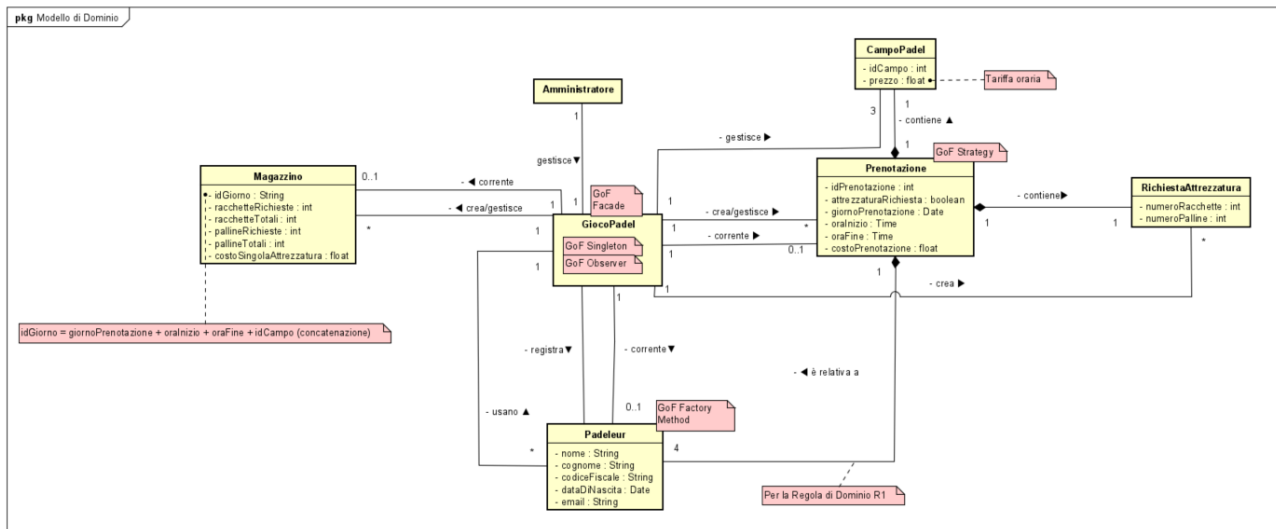 pkg Modello di Dominio
CampoPadel
- idCampo : int
- prezzo : float
Tariffa oraria
Amministratore
1
gestisce ▼
1
3
1
- gestisce ▶
- contiene ▲
1
1
GoF Strategy
Prenotazione
- idPrenotazione : int
- attrezzaturaRichiesta : boolean
- giornoPrenotazione : Date
- oraInizio : Time
- oraFine : Time
- costoPrenotazione : float
- contiene▶
1
1
RichiestaAttrezzatura
- numeroRacchette : int
- numeroPalline : int
*
Magazzino
- idGiorno : String
- racchetteRichieste : int
- racchetteTotali : int
- pallineRichieste : int
- pallineTotali : int
- costoSingolaAttrezzatura : float
0..1
- ◀ corrente
1
- ◀ crea/gestisce
*
1
GoF
Facade
GiocoPadel
GoF Singleton
GoF Observer
- crea/gestisce ▶
1
*
- corrente ▶
1
0..1
1
- crea ▶
1
1
1
idGiorno = giornoPrenotazione + oraInizio + oraFine + idCampo (concatenazione)
- registra ▼
- corrente ▼
- ◀ è relativa a
- usano ▲
0..1
*
4
GoF Factory
Method
Padeleur
- nome : String
- cognome : String
- codiceFiscale : String
- dataDiNascita : Date
- email : String
Per la Regola di Dominio R1